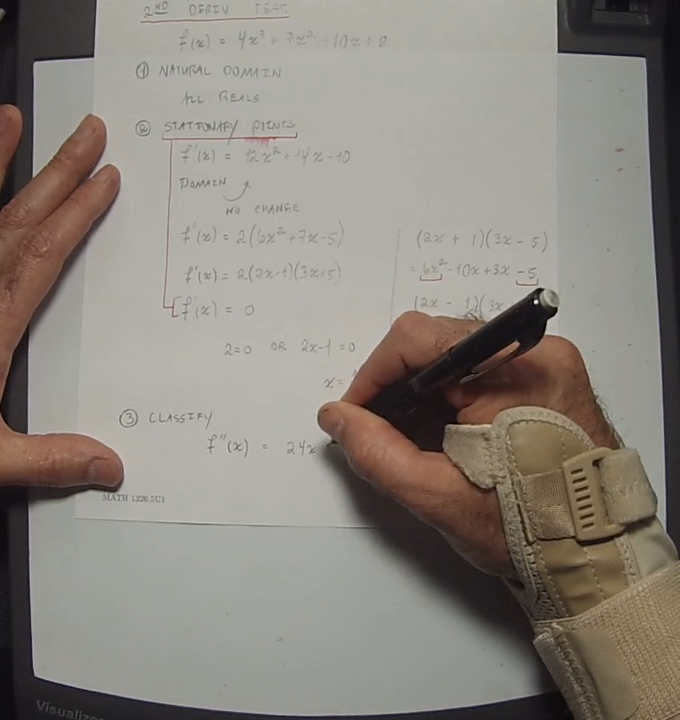 2ND DERIV TEST
f(x) = 4x³ + 7x² - 10x + 8
① NATURAL DOMAIN
ALL REALS
② STATIONARY POINTS
f'(x) = 12x² + 14x - 10
DOMAIN
NO CHANGE
f'(x) = 2(6x² + 7x - 5)
f'(x) = 2(2x-1)(3x+5)
f'(x) = 0
2=0 OR 2x-1=0
x=
(2x + 1)(3x - 5)
= 6x² - 10x + 3x - 5
(2x - 1)(3x
③ CLASSIFY
f''(x) = 24x
MATH 1326.5U1
Visualize